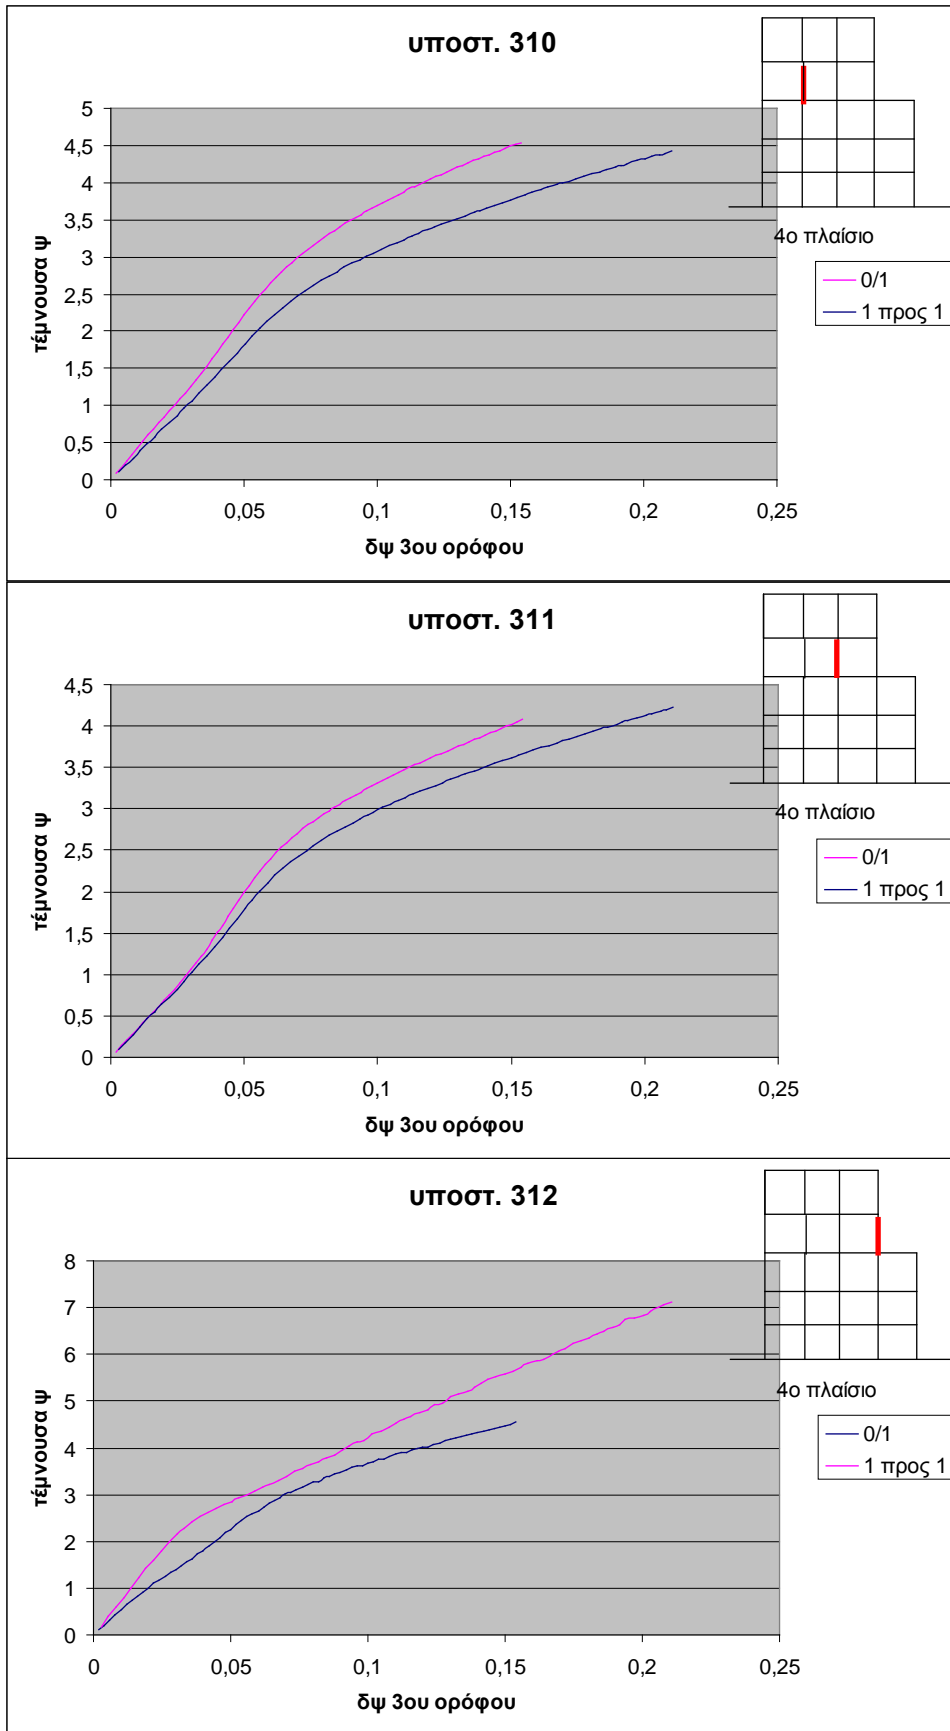 υποστ. 310
5
4,5
4
3,5
3
2,5
2
1,5
1
0,5
0
τέμνουσα ψ
0 0,05 0,1 0,15 0,2 0,25
δψ 3ου ορόφου
4ο πλαίσιο
0/1
1 προς 1
υποστ. 311
4,5
4
3,5
3
2,5
2
1,5
1
0,5
0
τέμνουσα ψ
0 0,05 0,1 0,15 0,2 0,25
δψ 3ου ορόφου
4ο πλαίσιο
0/1
1 προς 1
υποστ. 312
8
7
6
5
4
3
2
1
0
τέμνουσα ψ
0 0,05 0,1 0,15 0,2 0,25
δψ 3ου ορόφου
4ο πλαίσιο
0/1
1 προς 1